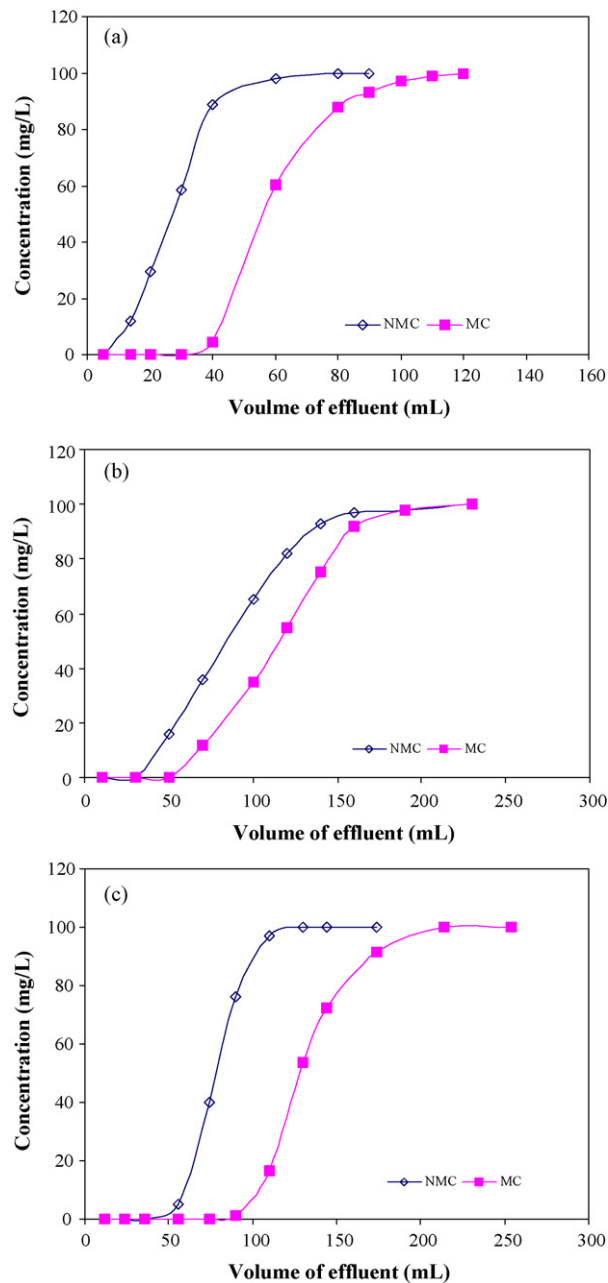 (a)
120
100
80
60
40
20
0
Concentration (mg/L)
NMC MC
0 20 40 60 80 100 120 140 160
Voulme of effluent (mL)
(b)
120
100
80
60
40
20
0
Concentration (mg/L)
NMC MC
0 50 100 150 200 250 300
Volume of effluent (mL)
(c)
120
100
80
60
40
20
0
Concentration (mg/L)
NMC MC
0 50 100 150 200 250 300
Volume of effluent (mL)